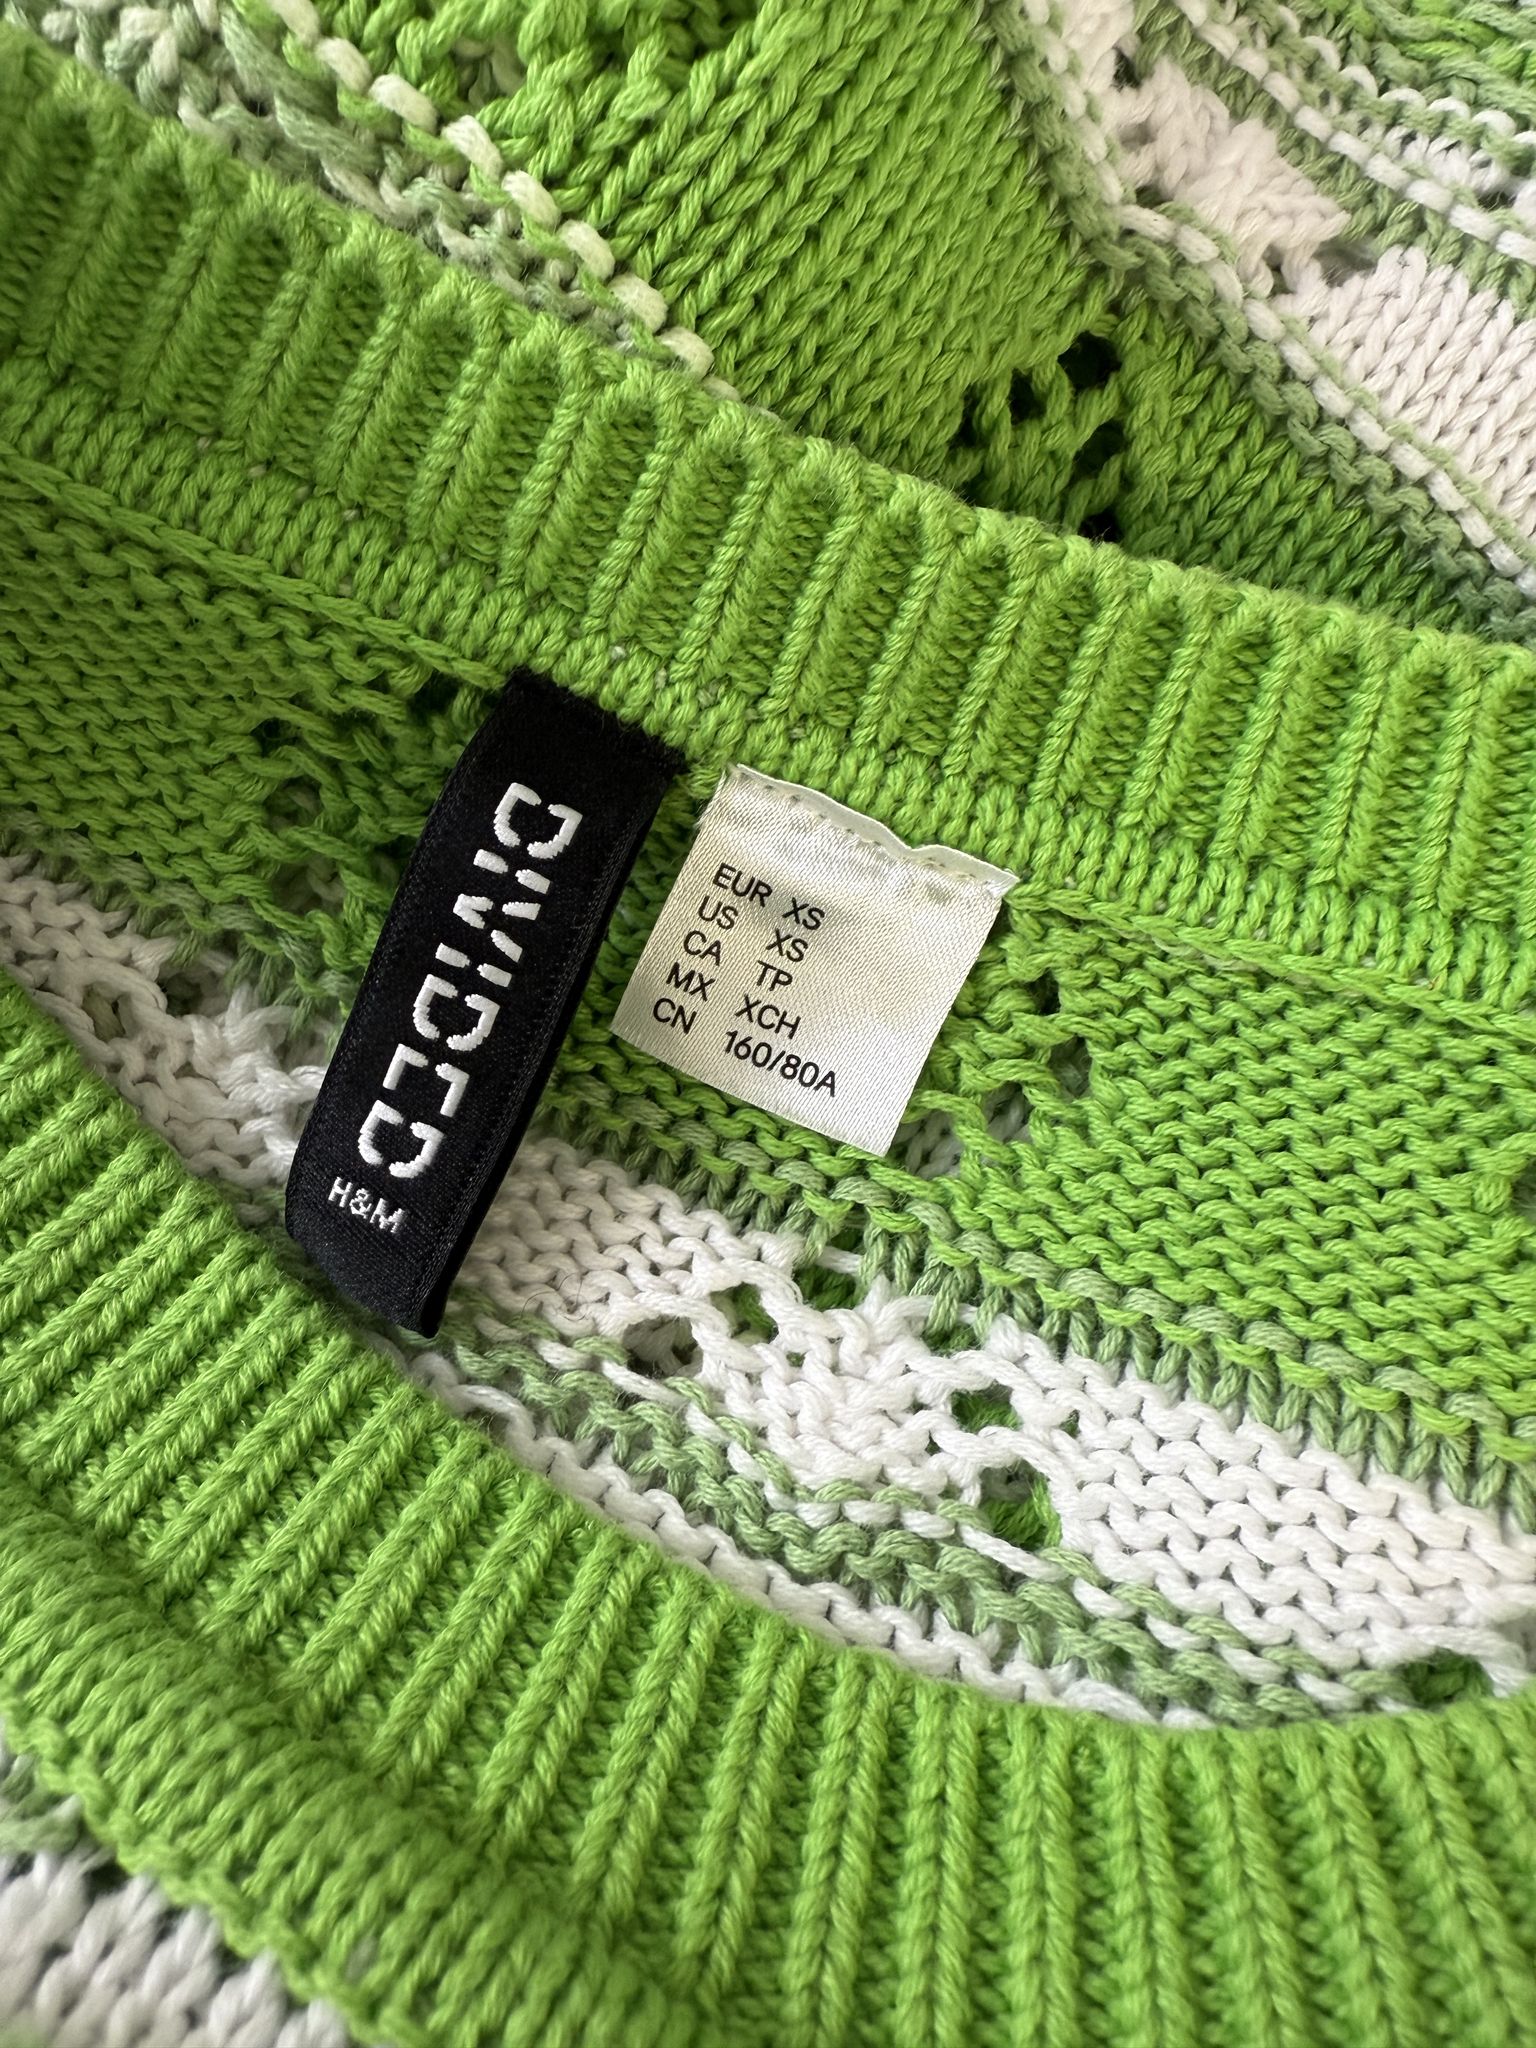 DIVIDED
H&M
EUR XS
US XS
CA TP
MX XCH
CN 160/80A